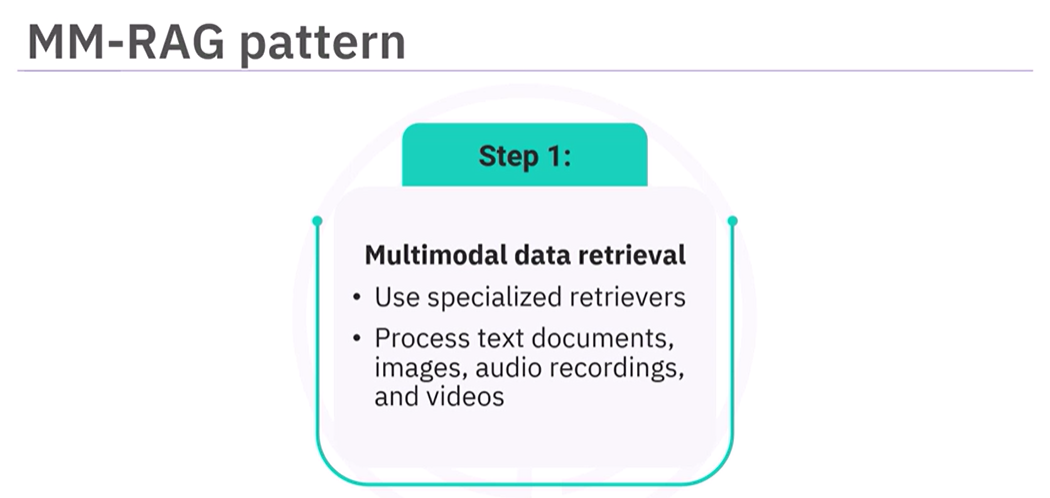 MM-RAG pattern
Step 1:
Multimodal data retrieval
• Use specialized retrievers
• Process text documents,
images, audio recordings,
and videos